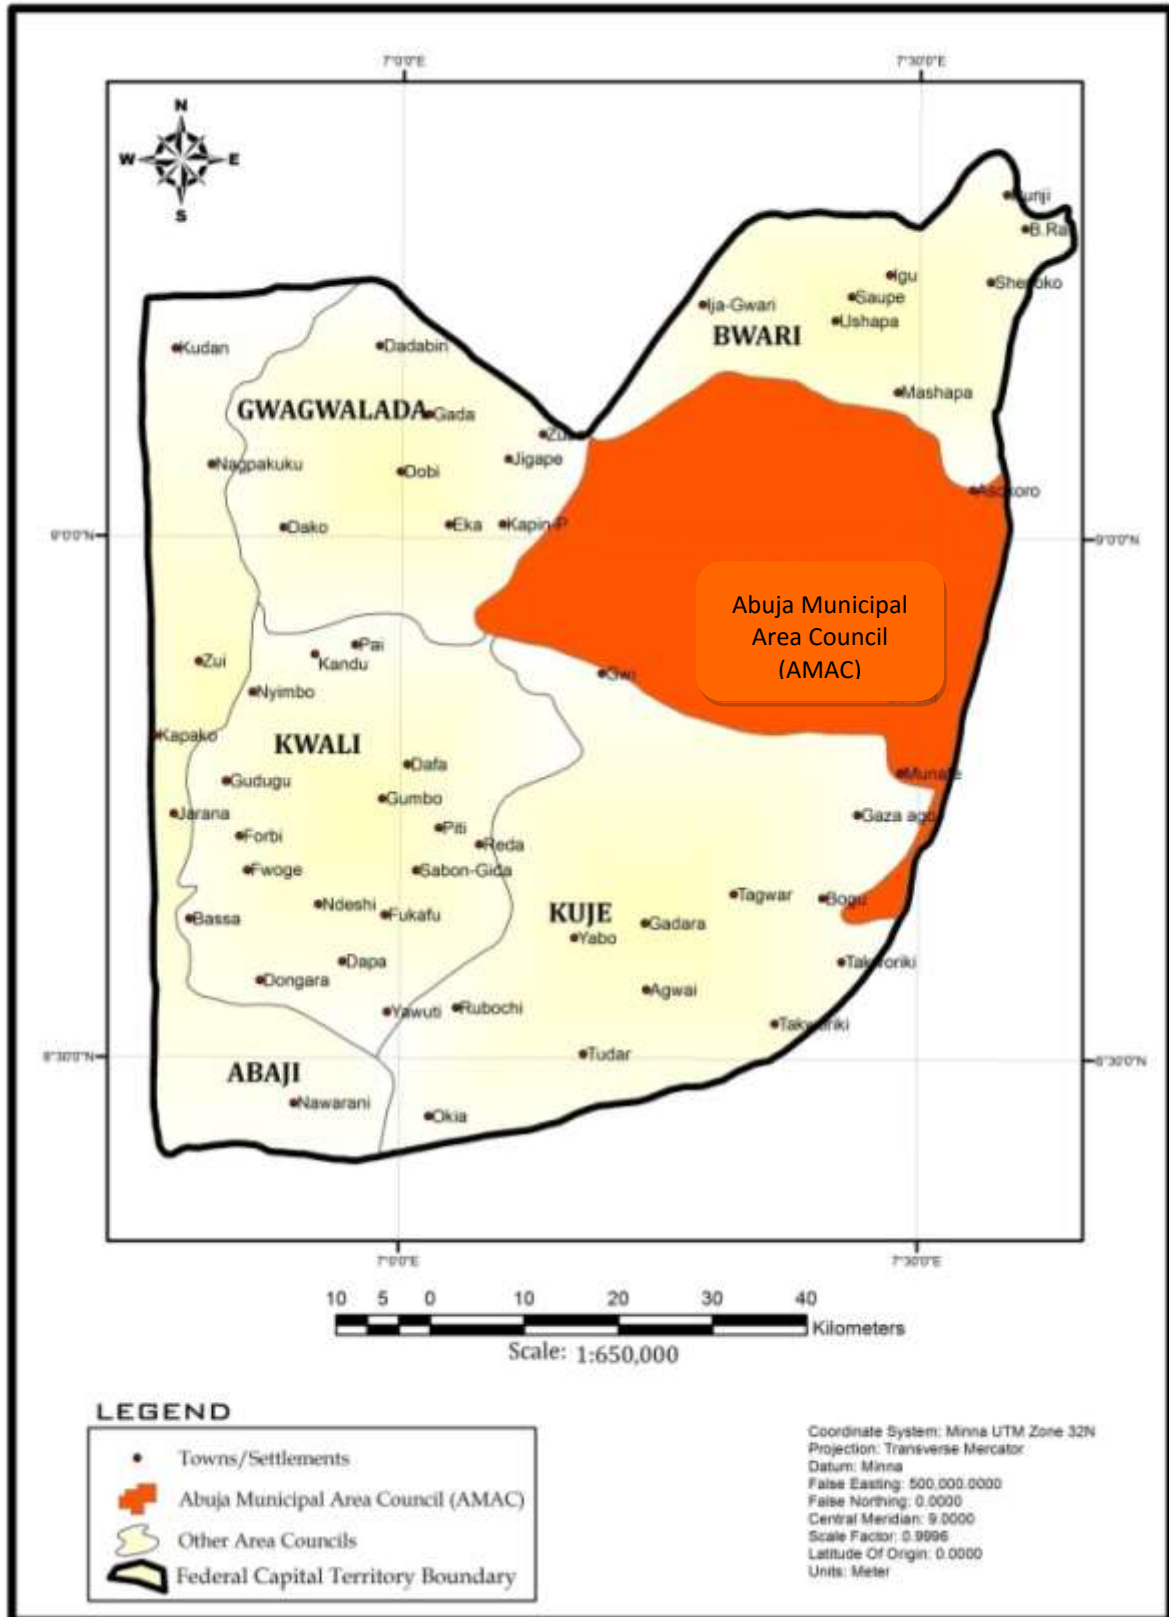 7°0'0"E 7°30'0"E
N
W E
S
B.Ra
Igu
Saupe
Ija-Gwari
Ushapa
BWARI
Kudan
Dadabin
Mashapa
GWAGWALADA
Gada
Jigape
Nagpakuku
Dobi
Asokoro
Dako
Eka
Kapin-P
9°0'0"N 9°0'0"N
Abuja Municipal
Area Council
(AMAC)
Pai
Kandu
Zui
Gwi
Nyimbo
Kapako
KWALI
Dafa
Gudugu
Gumbo
Jarana
Gaza ago
Forbi
Piti
Reda
Fwoge
Sabon-Gida
Tagwar
Bogu
Ndeshi
Fukafu
KUJE
Bassa
Gadara
Yabo
Dapa
Dongara
Agwai
Yawuti
Rubochi
8°30'0"N 8°30'0"N
Tudar
ABAJI
Nawarani
Okia
7°0'0"E 7°30'0"E
10 5 0 10 20 30 40
Kilometers
Scale: 1:650,000
LEGEND
Towns/Settlements
Abuja Municipal Area Council (AMAC)
Other Area Councils
Federal Capital Territory Boundary
Coordinate System: Minna UTM Zone 32N
Projection: Transverse Mercator
Datum: Minna
False Easting: 500,000.0000
False Northing: 0.0000
Central Meridian: 9.0000
Scale Factor: 0.9996
Latitude Of Origin: 0.0000
Units: Meter